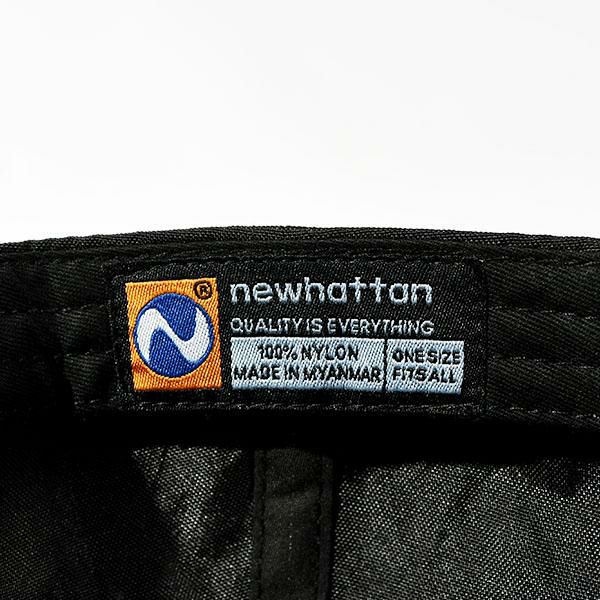 ®
newhattan
QUALITY IS EVERYTHING
100% NYLON
MADE IN MYANMAR
ONE SIZE
FITS ALL